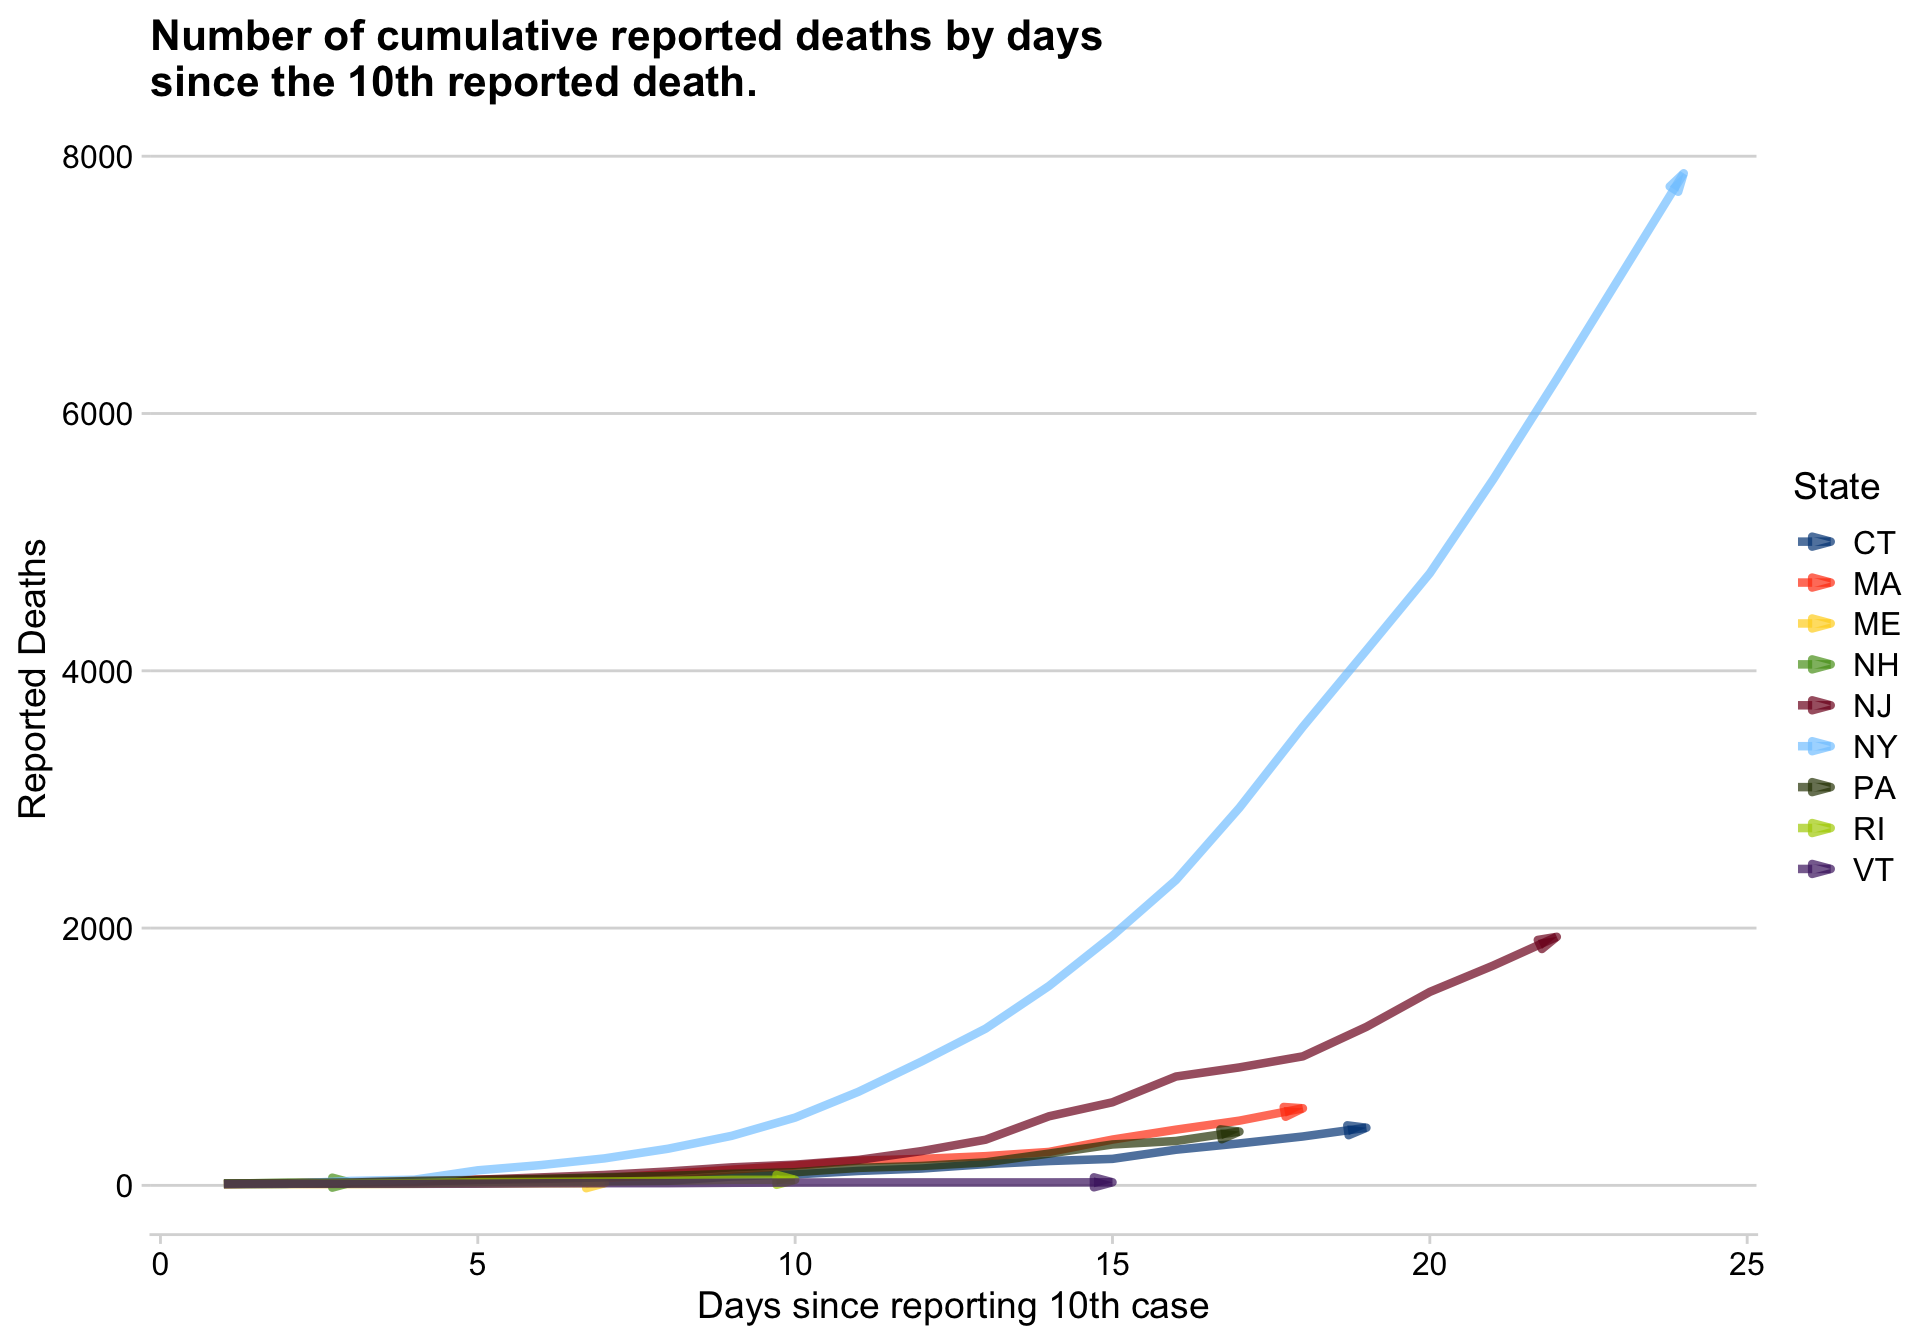 Number of cumulative reported deaths by days
since the 10th reported death.
8000
6000
4000
2000
0
Reported Deaths
0 5 10 15 20 25
Days since reporting 10th case
State
CT
MA
ME
NH
NJ
NY
PA
RI
VT